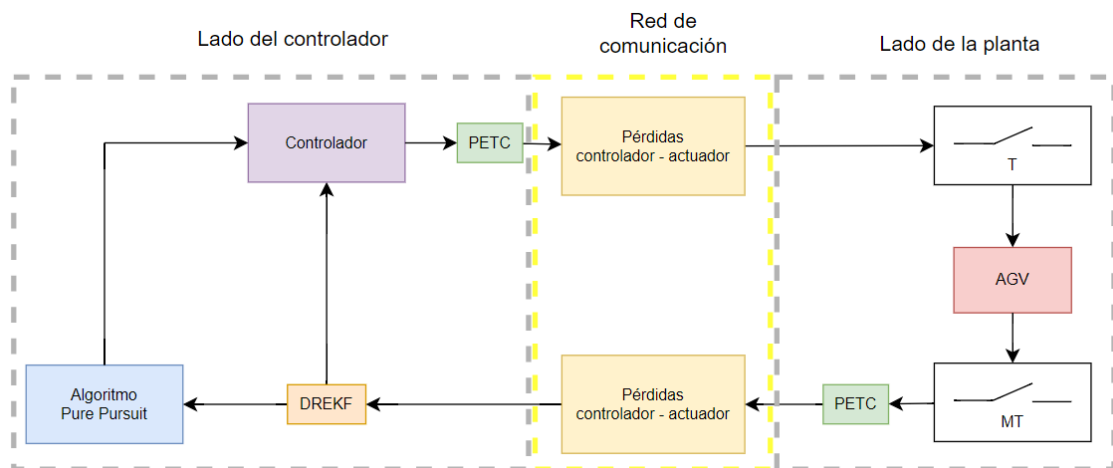 Lado del controlador
Red de
comunicación
Lado de la planta
Controlador
PETC
Pérdidas
controlador - actuador
T
AGV
Algoritmo
Pure Pursuit
DREKF
Pérdidas
controlador - actuador
PETC
MT